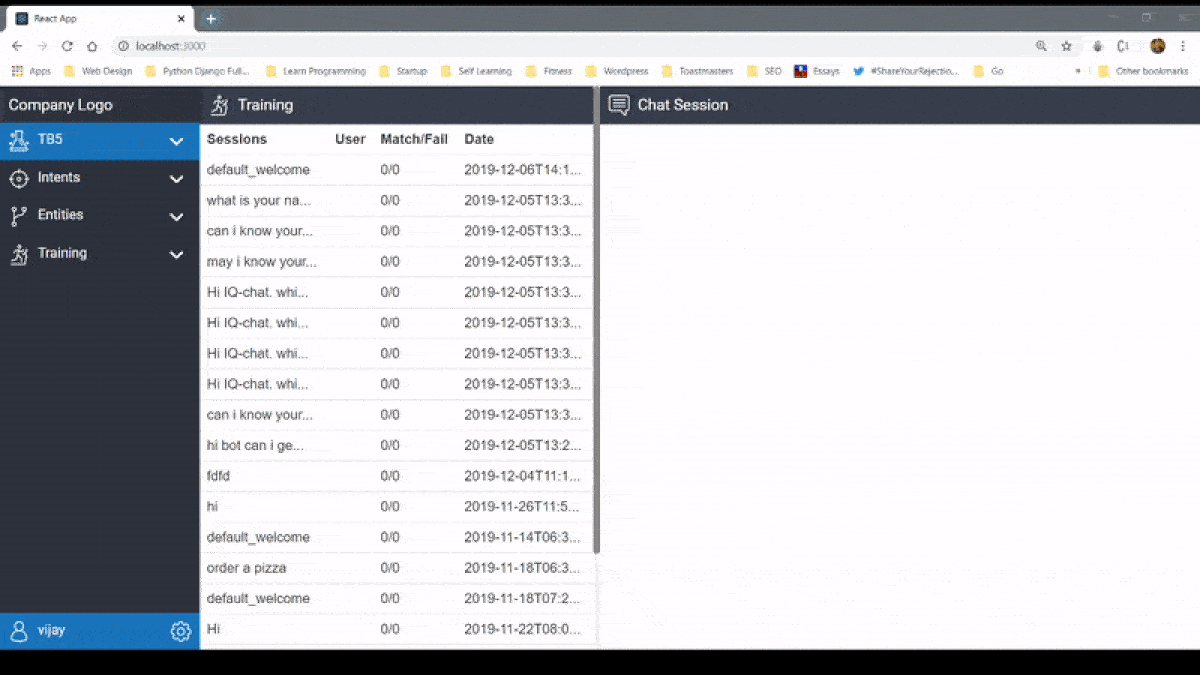 React App
localhost:3000
Apps Web Design Python Django Full... Learn Programming Startup Self Learning Fitness Wordpress Toastmasters SEO Essays #ShareYourRejectio... Go » Other bookmarks
Company Logo
TB5
Intents
Entities
Training
vijay
Training
Sessions User Match/Fail Date
default_welcome 0/0 2019-12-06T14:1...
what is your na... 0/0 2019-12-05T13:3...
can i know your... 0/0 2019-12-05T13:3...
may i know your... 0/0 2019-12-05T13:3...
Hi IQ-chat. whi... 0/0 2019-12-05T13:3...
Hi IQ-chat. whi... 0/0 2019-12-05T13:3...
Hi IQ-chat. whi... 0/0 2019-12-05T13:3...
Hi IQ-chat. whi... 0/0 2019-12-05T13:3...
can i know your... 0/0 2019-12-05T13:3...
hi bot can i ge... 0/0 2019-12-05T13:2...
fdfd 0/0 2019-12-04T11:1...
hi 0/0 2019-11-26T11:5...
default_welcome 0/0 2019-11-14T06:3...
order a pizza 0/0 2019-11-18T06:3...
default_welcome 0/0 2019-11-18T07:2...
Hi 0/0 2019-11-22T08:0...
Chat Session